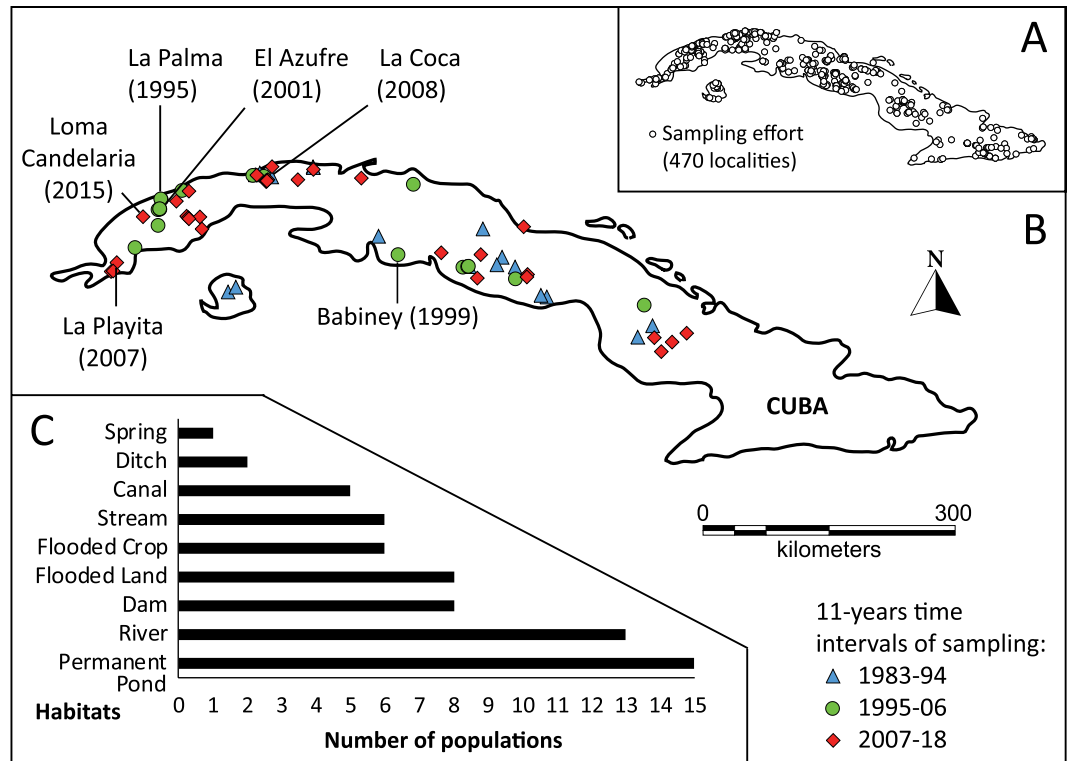 A
Sampling effort
(470 localities)
La Palma
(1995)
El Azufre
(2001)
La Coca
(2008)
Loma
Candelaria
(2015)
B
N
La Playita
(2007)
Babiney (1999)
CUBA
0 300
kilometers
C
Spring
Ditch
Canal
Stream
Flooded Crop
Flooded Land
Dam
River
Permanent
Pond
Habitats
0 1 2 3 4 5 6 7 8 9 10 11 12 13 14 15
Number of populations
11-years time
intervals of sampling:
1983-94
1995-06
2007-18